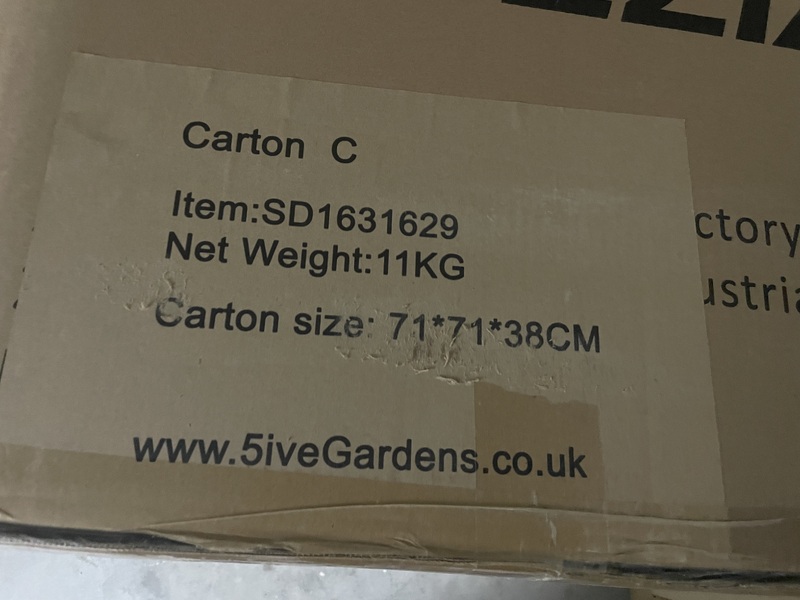 Carton C
Item:SD1631629
Net Weight:11KG
Carton size: 71*71*38CM
www.5iveGardens.co.uk